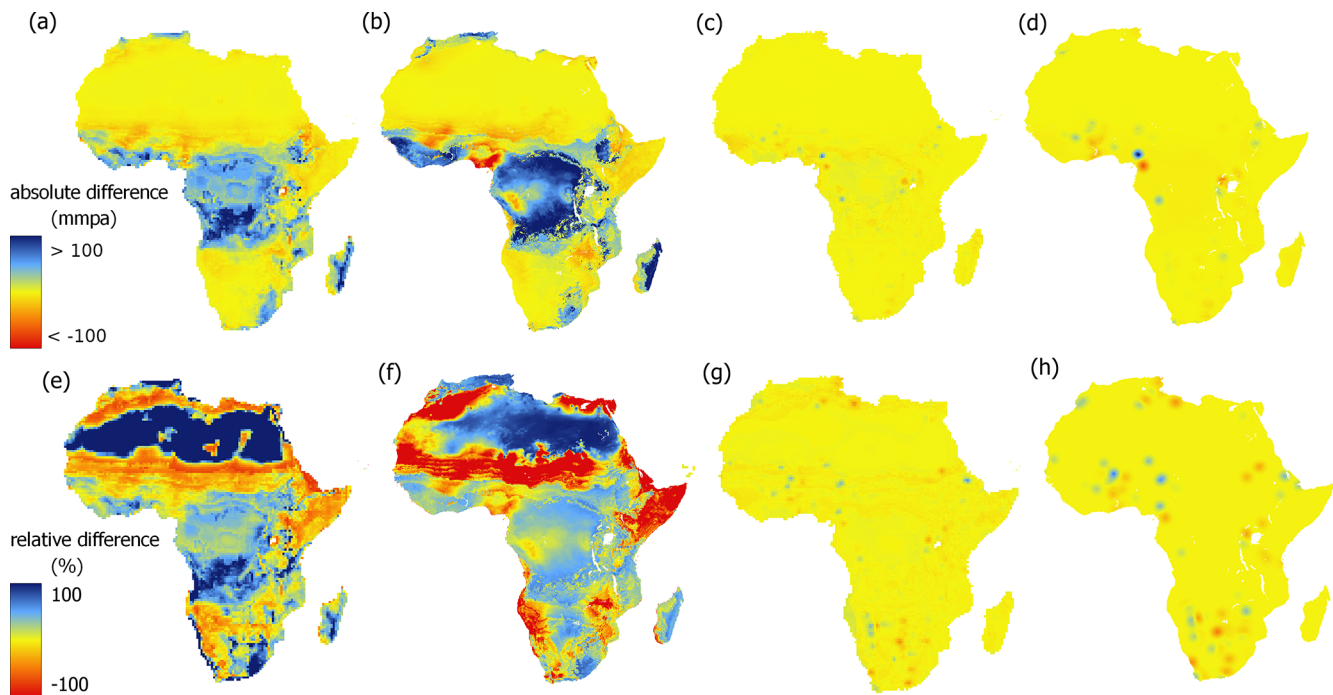 (a)
(b)
(c)
(d)
absolute difference
(mmpa)
> 100
< -100
(e)
(f)
(g)
(h)
relative difference
(%)
100
-100